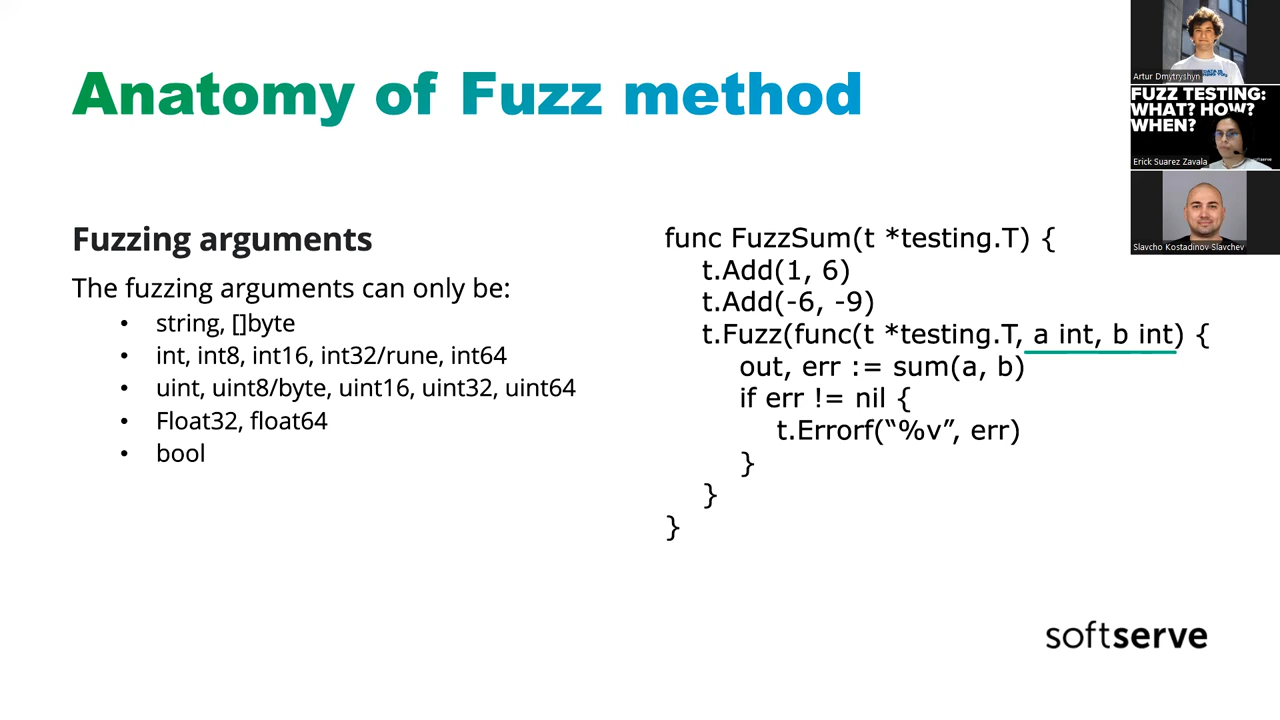 Anatomy of Fuzz method
Fuzzing arguments
The fuzzing arguments can only be:
• string, []byte
• int, int8, int16, int32/rune, int64
• uint, uint8/byte, uint16, uint32, uint64
• Float32, float64
• bool
func FuzzSum(t *testing.T) {
t.Add(1, 6)
t.Add(-6, -9)
t.Fuzz(func(t *testing.T, a int, b int) {
out, err := sum(a, b)
if err != nil {
t.Errorf(“%v”, err)
}
}
}
softserve
Artur Dmytryshyn
FUZZ TESTING:
WHAT? HOW?
WHEN?
Erick Suarez Zavala
Slavcho Kostadinov Slavchev